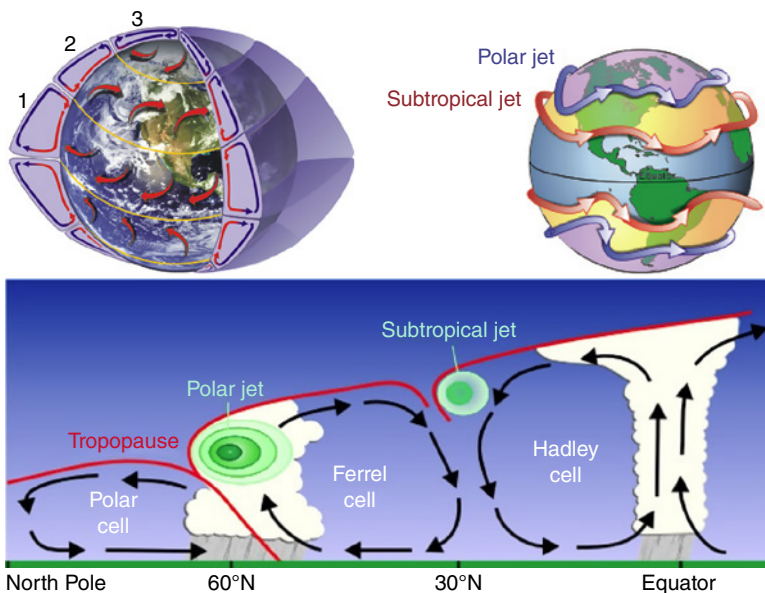 3
2
1
Polar jet
Subtropical jet
Equator
Subtropical jet
Polar jet
Tropopause
Polar
cell
Ferrel
cell
Hadley
cell
North Pole
60°N
30°N
Equator